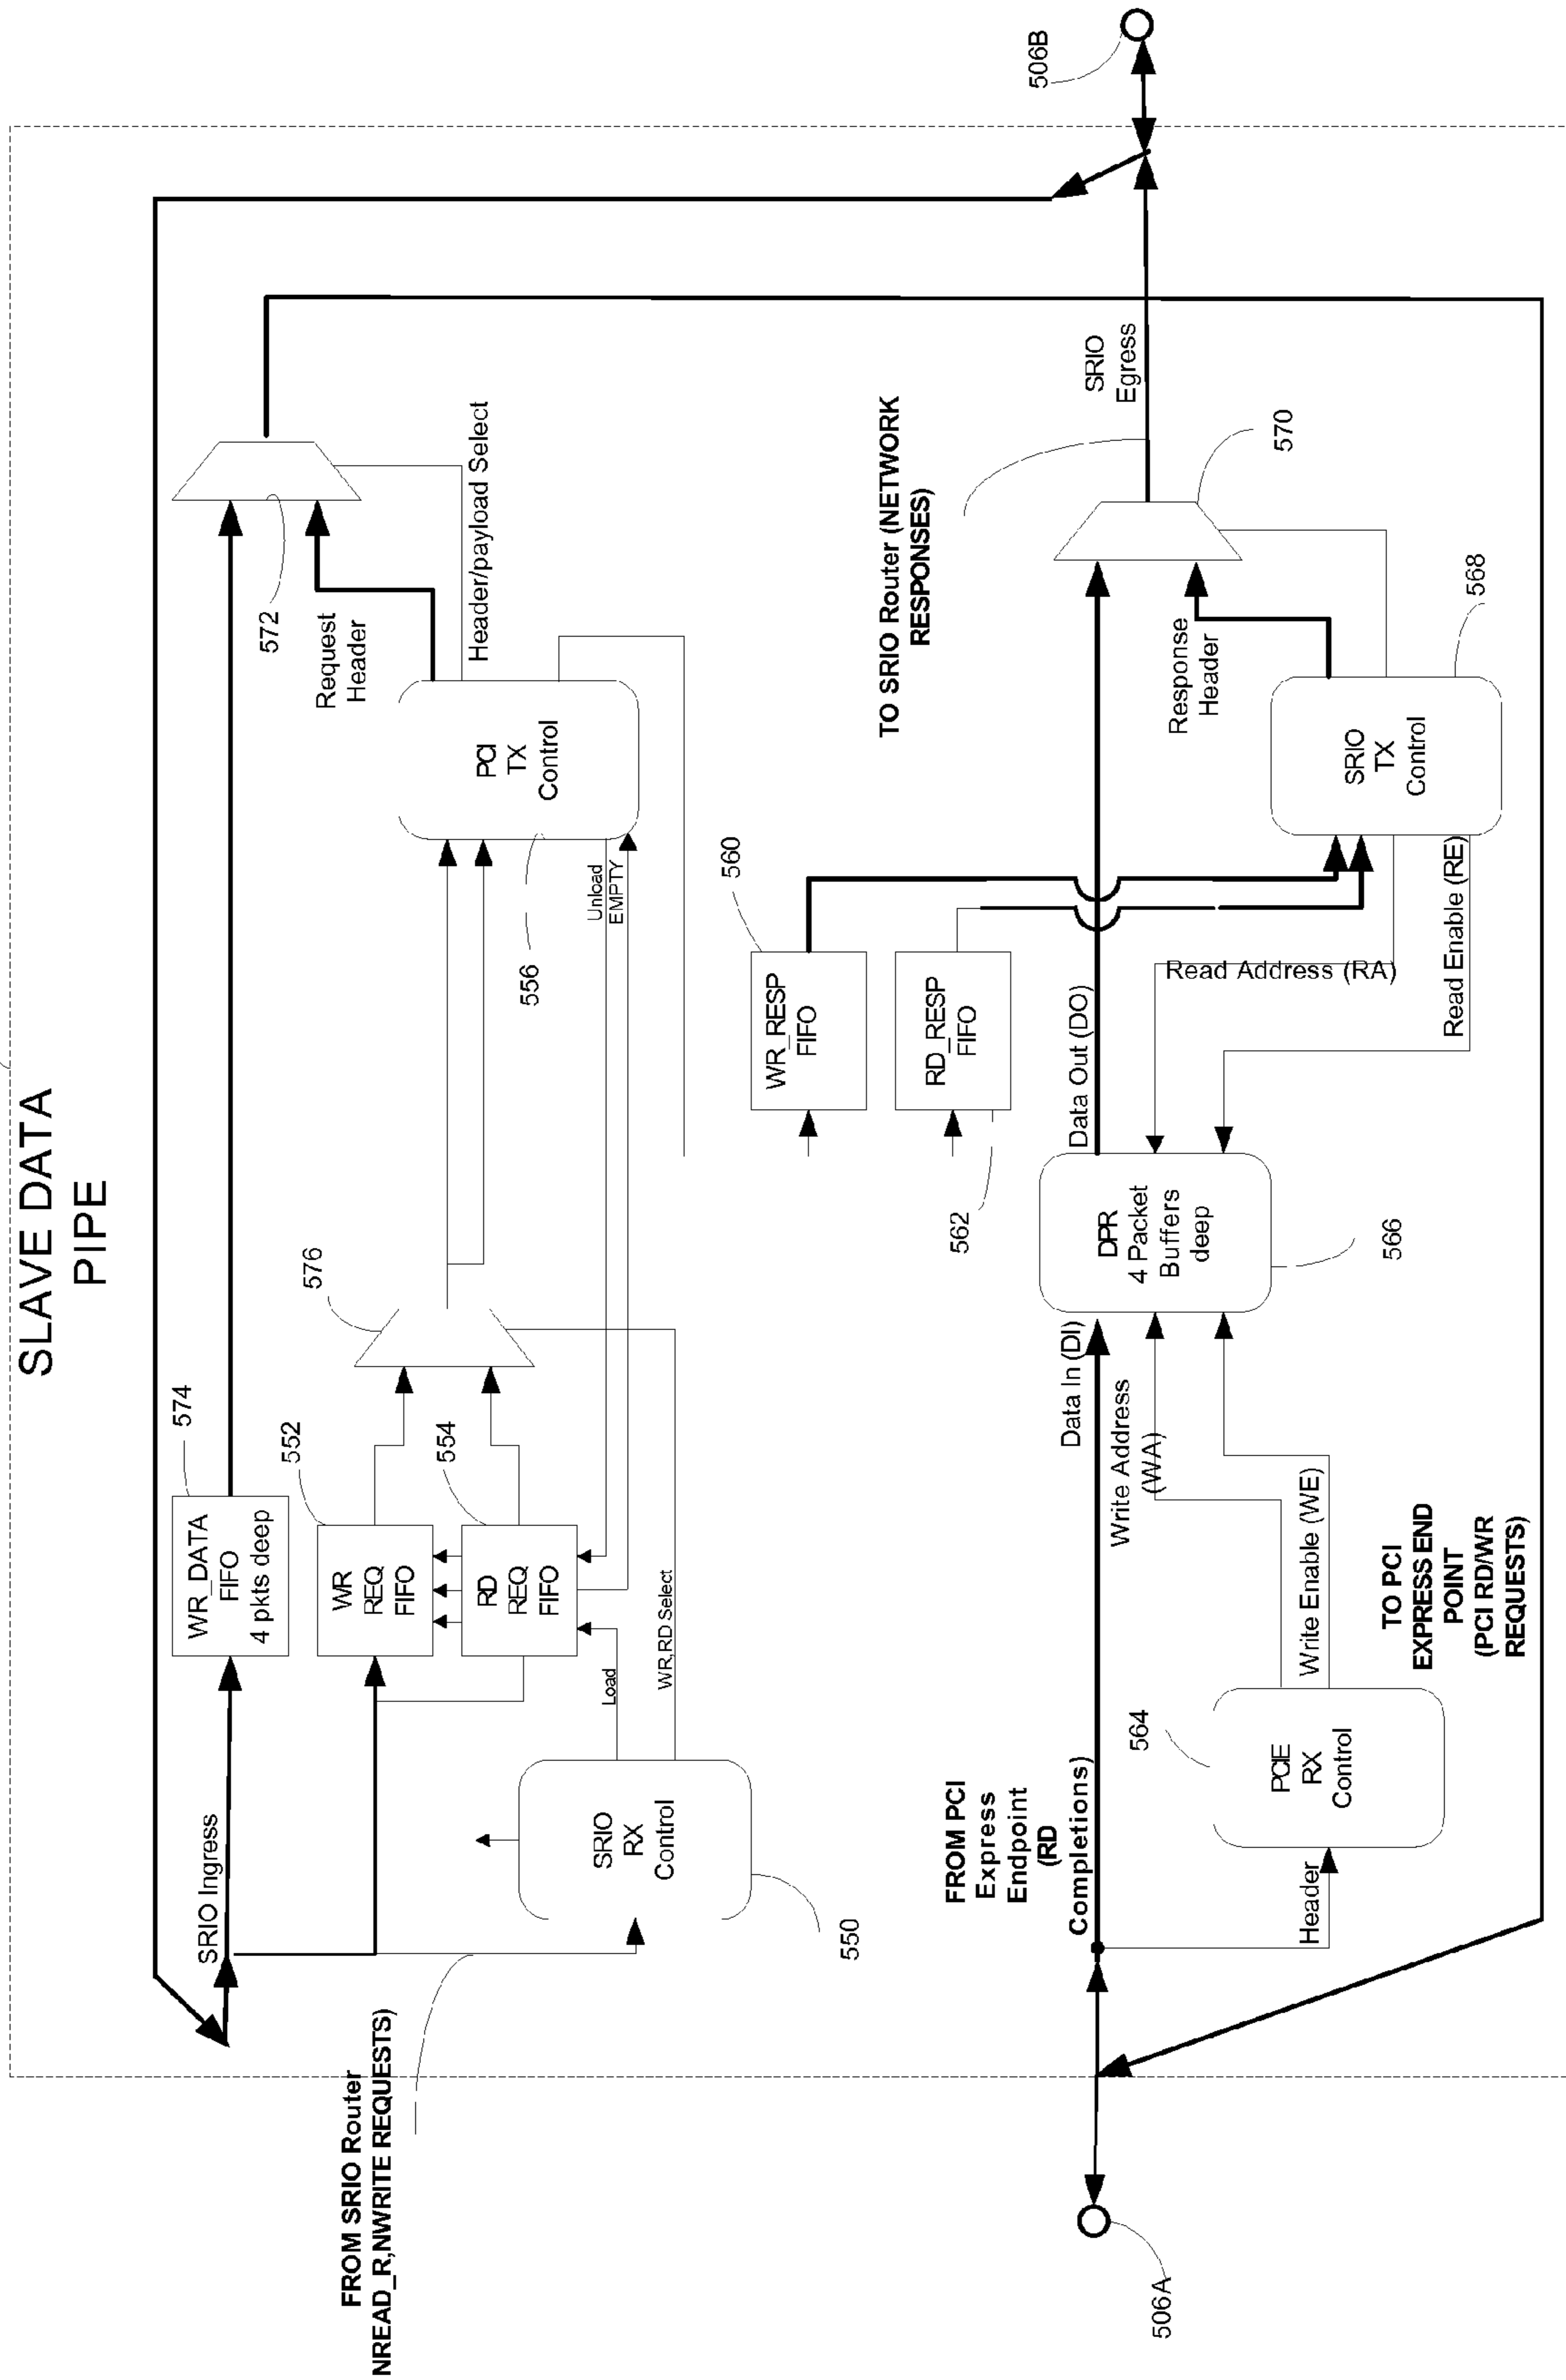 SLAVE DATA
PIPE
506B
574
WR_DATA
FIFO
4 pkts deep
SRIO Ingress
552
WR
REQ
FIFO
554
RD
REQ
FIFO
576
572
Request
Header
Header/payload Select
PCI
TX
Control
556
Unload
EMPTY
Load
WR,RD Select
SRIO
RX
Control
550
FROM SRIO Router
NREAD_R,NWRITE REQUESTS)
560
WR_RESP
FIFO
RD_RESP
FIFO
562
TO SRIO Router (NETWORK
RESPONSES)
SRIO
Egress
570
Response
Header
568
SRIO
TX
Control
Read Address (RA)
Read Enable (RE)
Data Out (DO)
DPR
4 Packet
Buffers
deep
566
Data In (DI)
Write Address
(WA)
Write Enable (WE)
FROM PCI
Express
Endpoint
(RD
Completions)
564
PCIE
RX
Control
Header
TO PCI
EXPRESS END
POINT
(PCI RD/WR
REQUESTS)
506A